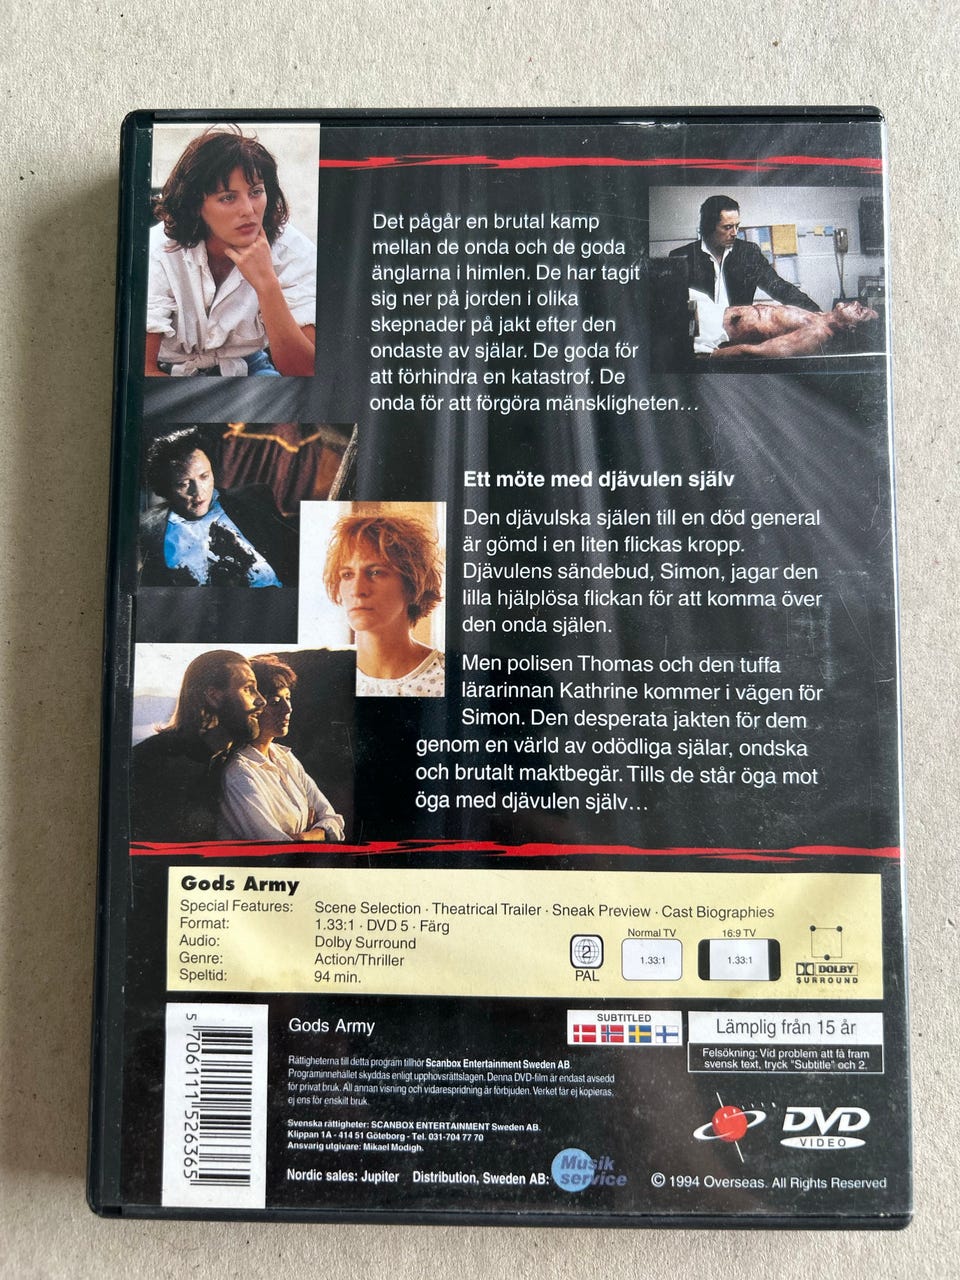 Det pågår en brutal kamp
mellan de onda och de goda
änglarna i himlen. De har tagit
sig ner på jorden i olika
skepnader på jakt efter den
ondaste av själar. De goda för
att förhindra en katastrof. De
onda för att förgöra mänskligheten...
Ett möte med djävulen själv
Den djävulska själen till en död general
är gömd i en liten flickas kropp.
Djävulens sändebud, Simon, jagar den
lilla hjälplösa flickan för att komma över
den onda själen.
Men polisen Thomas och den tuffa
lärarinnan Kathrine kommer i vägen för
Simon. Den desperata jakten för dem
genom en värld av odödliga själar, ondska
och brutalt maktbegär. Tills de står öga mot
öga med djävulen själv...
Gods Army
Special Features: Scene Selection · Theatrical Trailer · Sneak Preview · Cast Biographies
Format: 1.33:1 · DVD 5 · Färg
Audio: Dolby Surround
Genre: Action/Thriller
Speltid: 94 min.
2
PAL
Normal TV
1.33:1
16:9 TV
1.33:1
DOLBY
SURROUND
5 706111 526365
Gods Army
SUBTITLED
Lämplig från 15 år
Felsökning: Vid problem att få fram
svensk text, tryck "Subtitle" och 2.
Rättigheterna till detta program tillhör Scanbox Entertainment Sweden AB.
Programinnehållet skyddas enligt upphovsrättslagen. Denna DVD-film är endast avsedd
för privat bruk. All annan visning och vidarespridning är förbjuden. Verket får ej kopieras,
ej ens för enskilt bruk.
Svenska rättigheter: SCANBOX ENTERTAINMENT SWEDEN AB.
Klippan 1A - 414 51 Göteborg - Tel. 031-704 77 70
Ansvarig utgivare: Mikael Modigh.
DVD
VIDEO
Nordic sales: Jupiter Distribution, Sweden AB: Musik service
© 1994 Overseas. All Rights Reserved